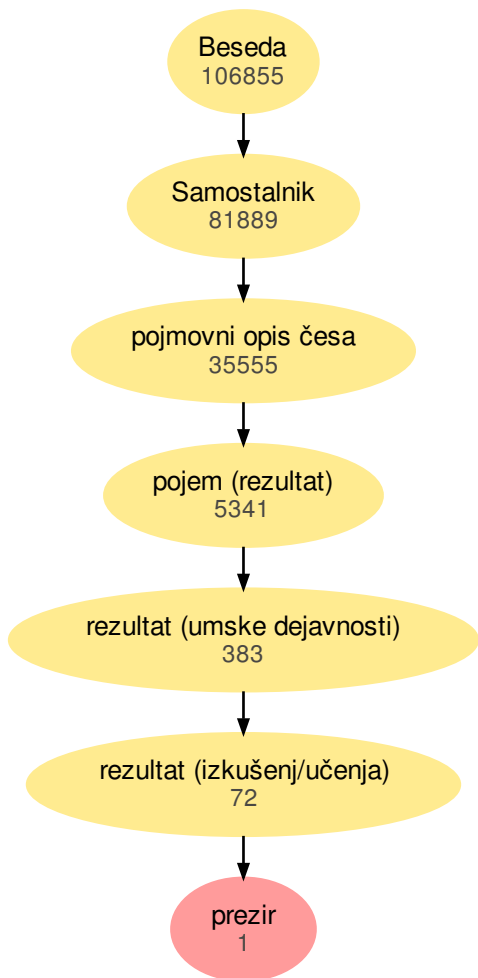 Beseda
106855
Samostalnik
81889
pojmovni opis česa
35555
pojem (rezultat)
5341
rezultat (umske dejavnosti)
383
rezultat (izkušenj/učenja)
72
prezir
1